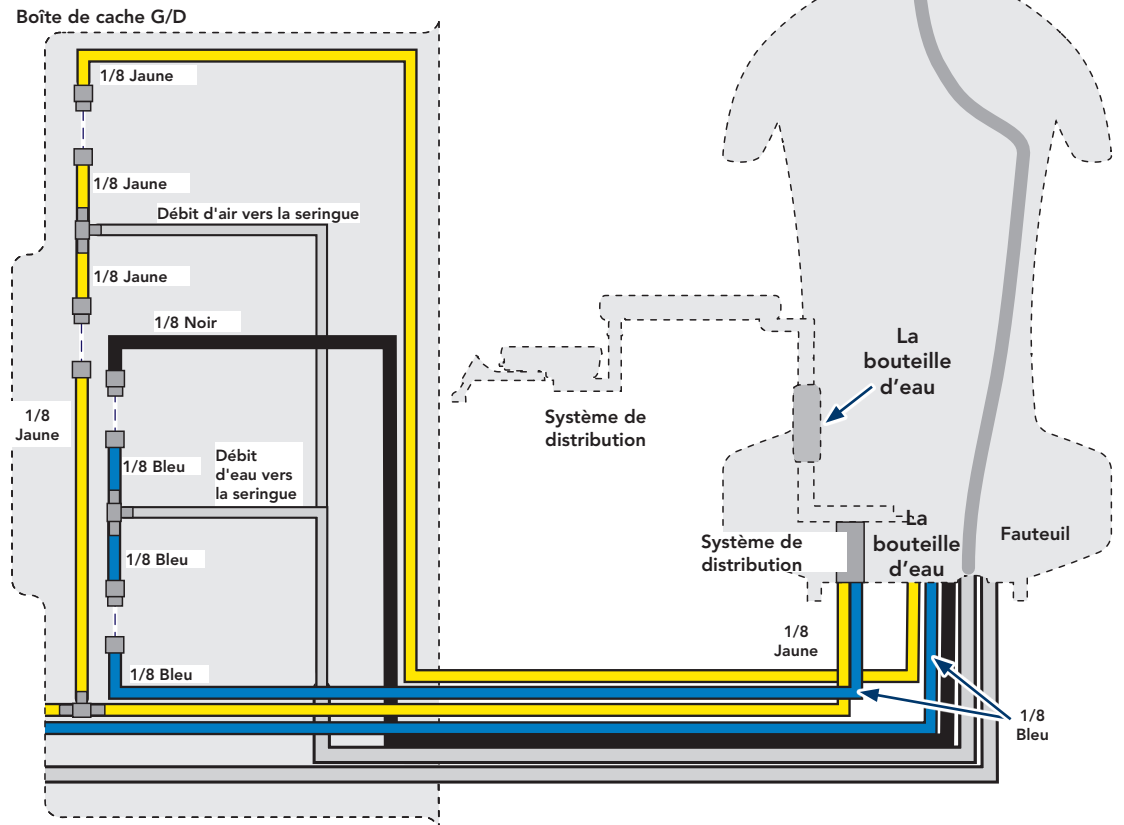 Boîte de cache G/D
1/8 Jaune
1/8 Jaune
Débit d'air vers la seringue
1/8 Jaune
1/8 Noir
1/8
Jaune
Débit
d'eau vers
la seringue
1/8 Bleu
1/8 Bleu
1/8 Bleu
Système de
distribution
La
bouteille
d’eau
Système de
distribution
La
bouteille
d’eau
Fauteuil
1/8
Jaune
1/8
Bleu